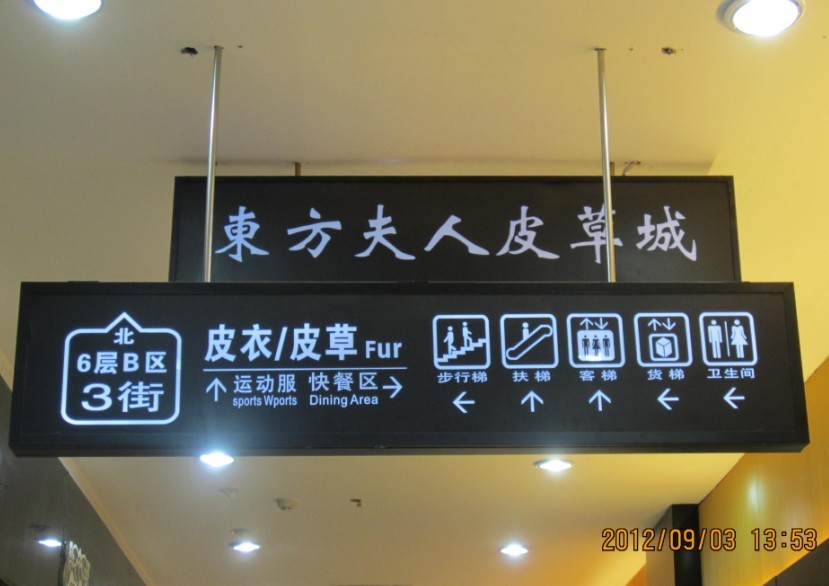 東方夫人皮草城
北
6层B区
3街
皮衣/皮草 Fur
运动服 快餐区
sports Wports Dining Area
步行梯 扶梯 客梯 货梯 卫生间
2012/09/03 13:53